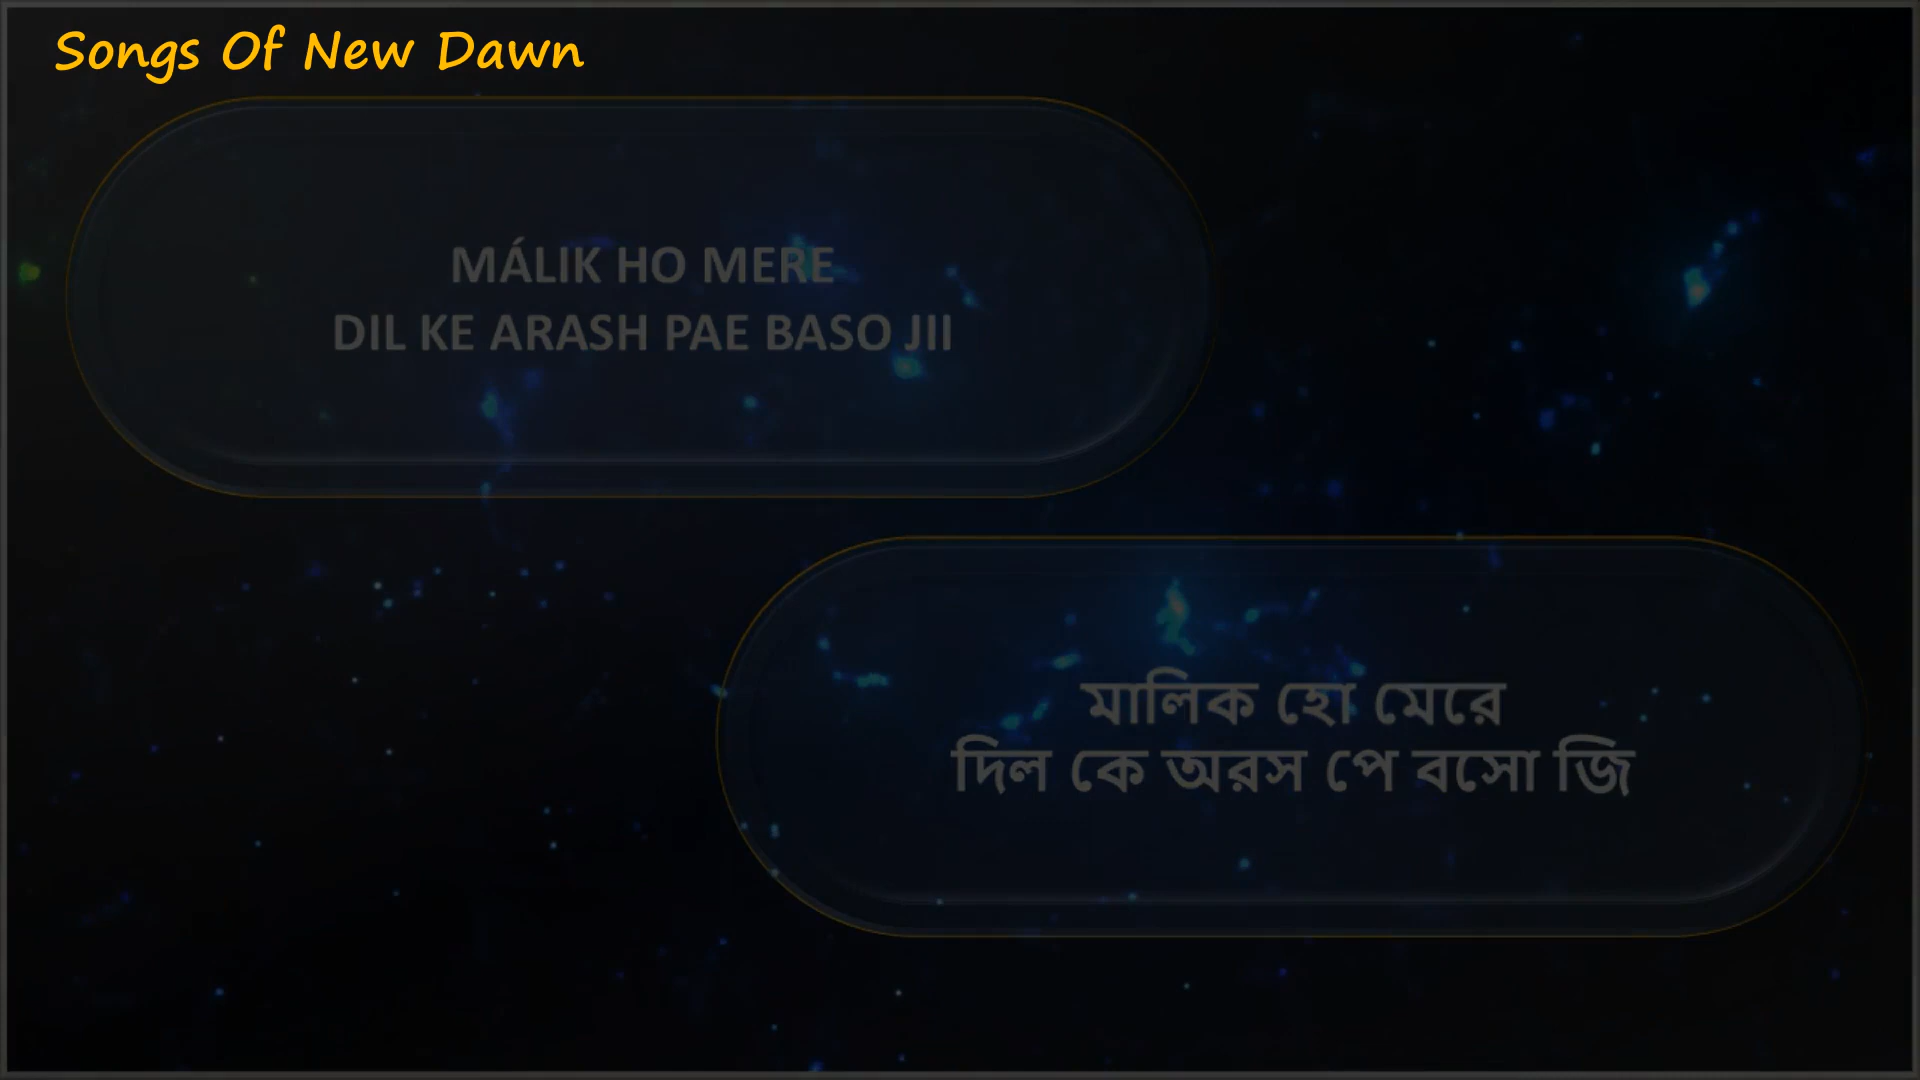 Songs Of New Dawn
MÁLIK HO MERE
DIL KE ARASH PAE BASO JII
মালিক হো মেরে
দিল কে অরস পে বসো জি